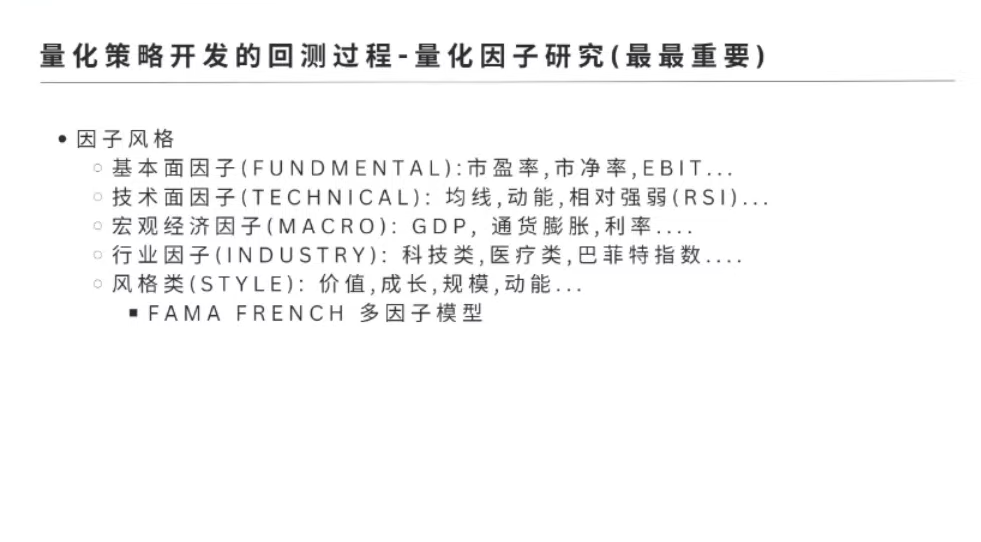 量化策略开发的回测过程-量化因子研究(最最重要)
• 因子风格
○ 基本面因子(FUNDMENTAL):市盈率,市净率,EBIT...
○ 技术面因子(TECHNICAL): 均线,动能,相对强弱(RSI)...
○ 宏观经济因子(MACRO): GDP, 通货膨胀,利率....
○ 行业因子(INDUSTRY): 科技类,医疗类,巴菲特指数....
○ 风格类(STYLE): 价值,成长,规模,动能...
▪ FAMA FRENCH 多因子模型